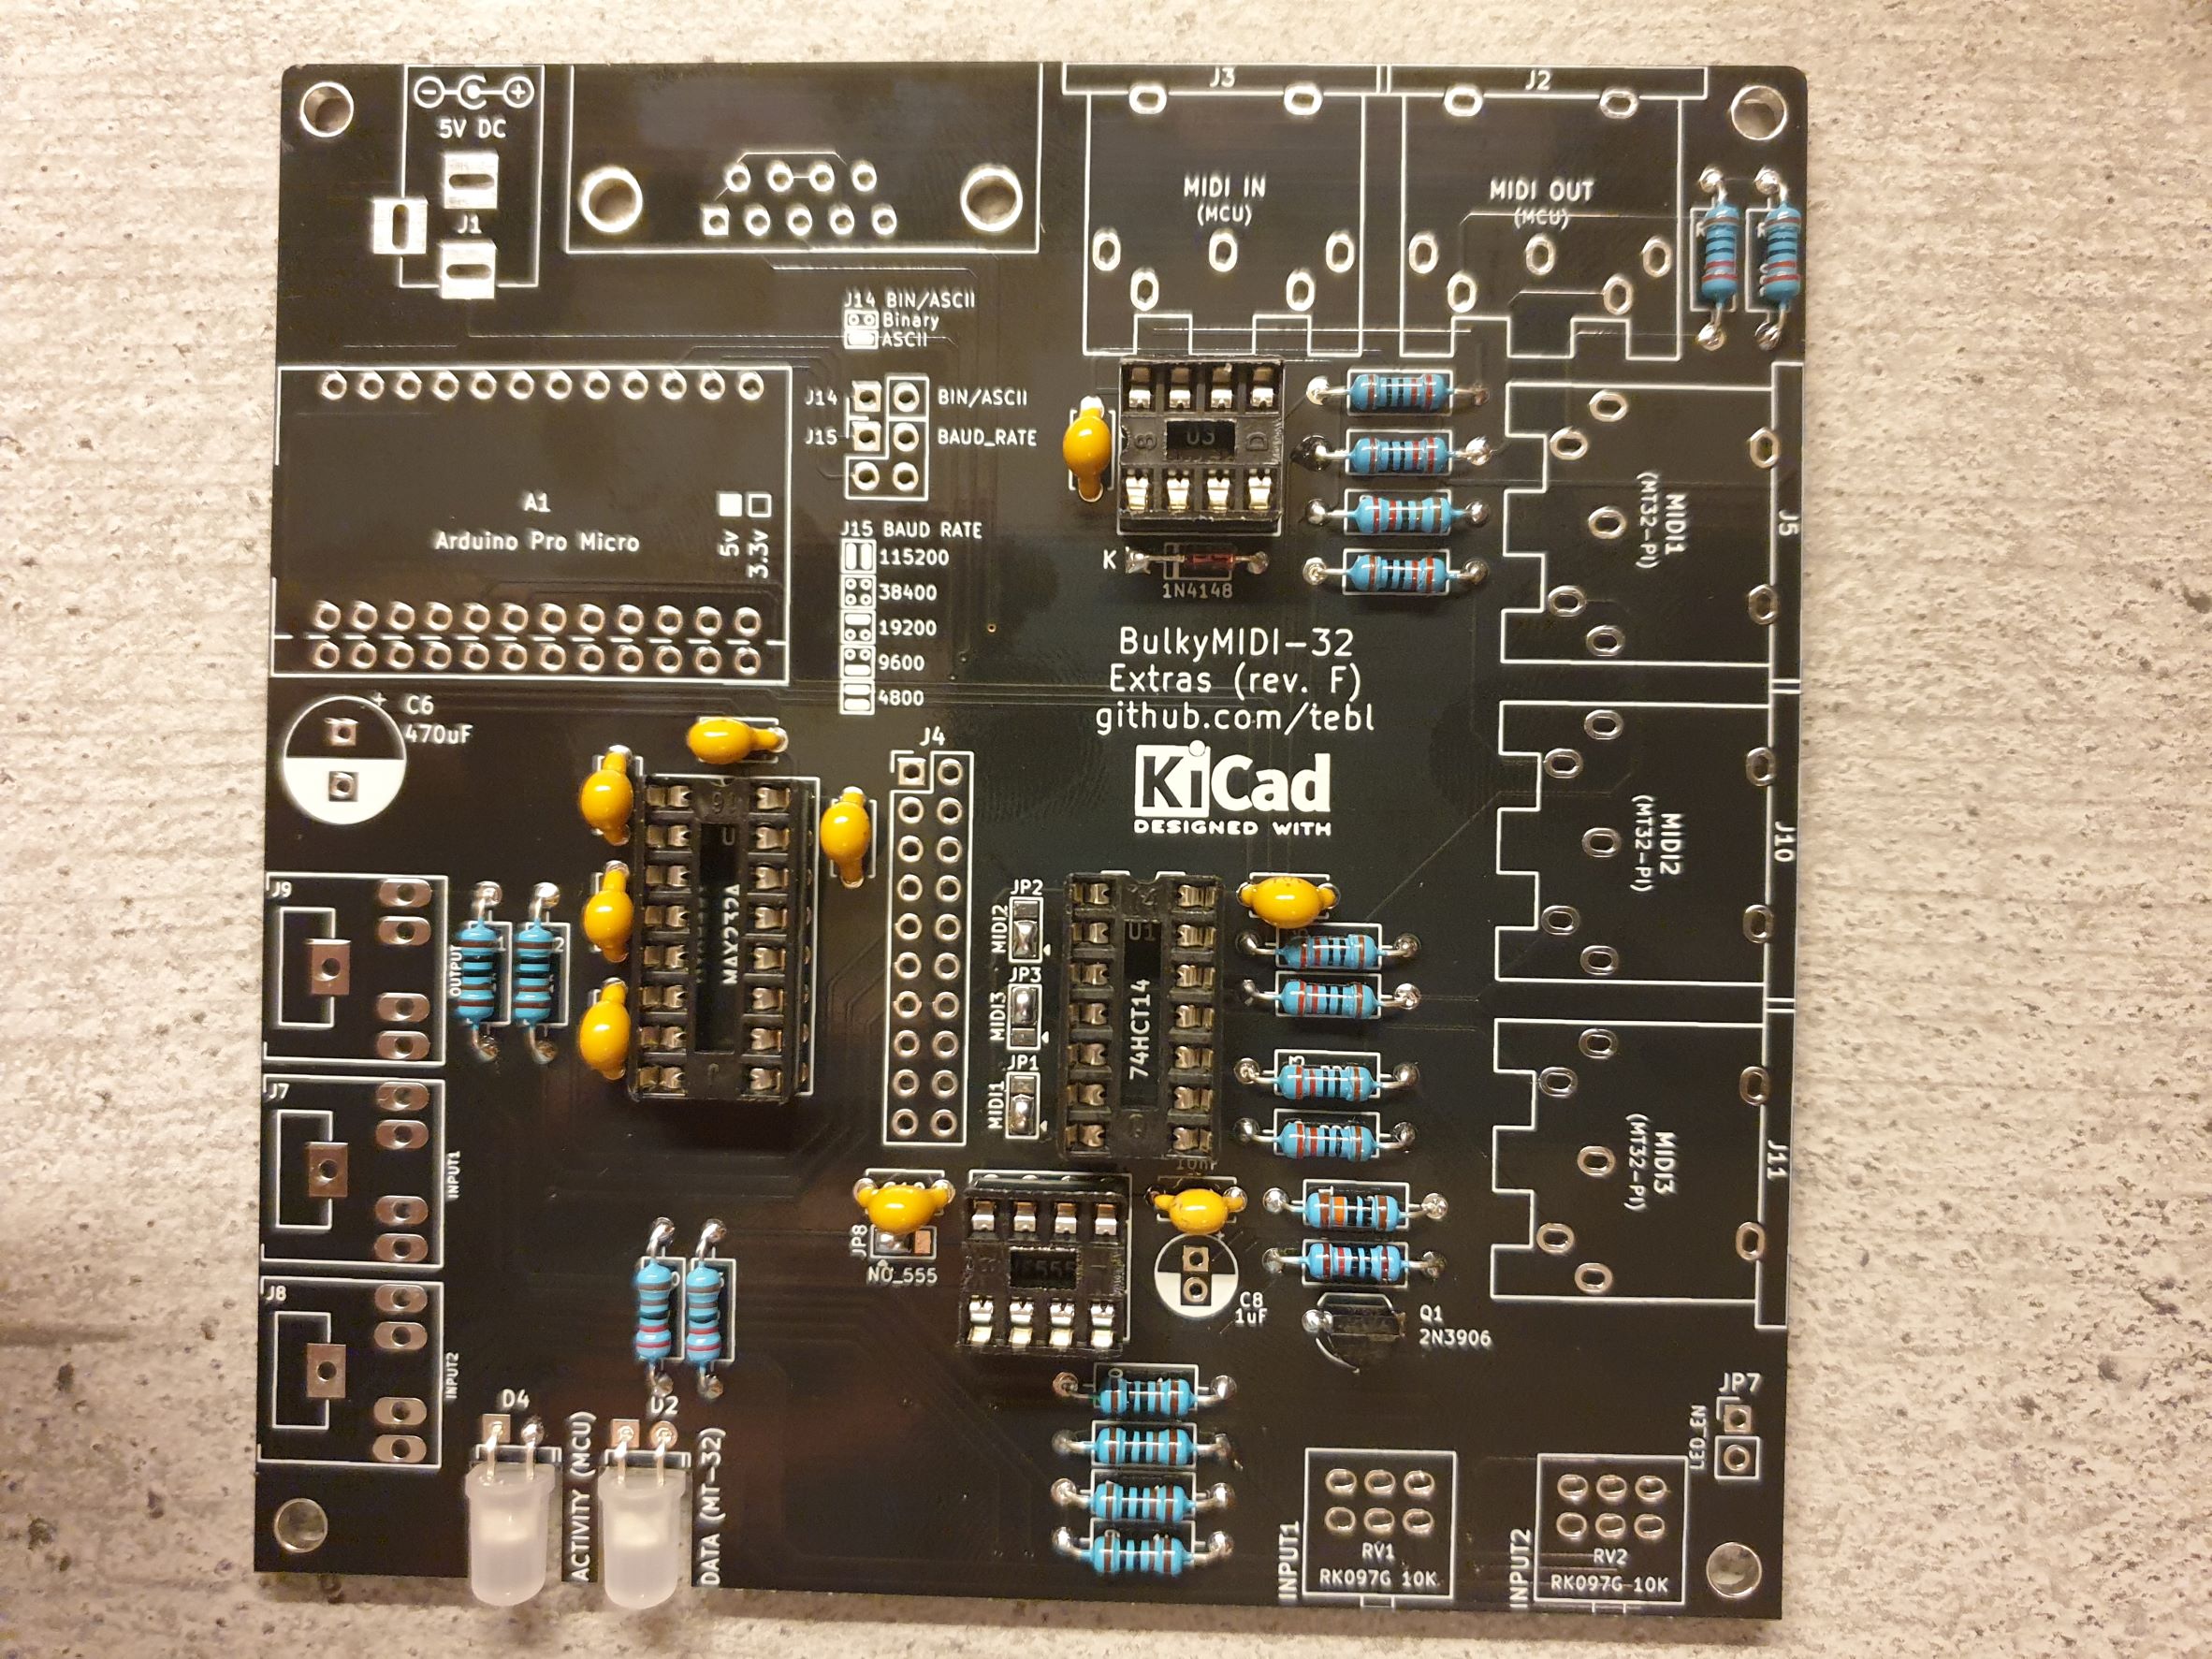 5V DC
J1
J3
J2
MIDI IN
(MCU)
MIDI OUT
(MCU)
J14 BIN/ASCII
Binary
ASCII
J14
BIN/ASCII
J15
BAUD_RATE
A1
Arduino Pro Micro
5v
3.3v
J15 BAUD RATE
115200
38400
19200
9600
4800
U3
K
1N4148
MIDI1
(MT32-PI)
J5
BulkyMIDI-32
Extras (rev. F)
github.com/tebl
KiCad
DESIGNED WITH
C6
470uF
+
J4
MIDI2
(MT32-PI)
J10
MAX232A
J9
OUTPUT
JP2
MIDI2
JP3
MIDI3
JP1
MIDI1
U1
74HCT14
MIDI3
(MT32-PI)
J11
J7
INPUT1
J8
INPUT2
10nF
JP8
NO_555
C8
1uF
Q1
2N3906
D4
D2
ACTIVITY (MCU)
DATA (MT-32)
JP7
LED_EN
INPUT1
RV1
RK097G 10K
INPUT2
RV2
RK097G 10K